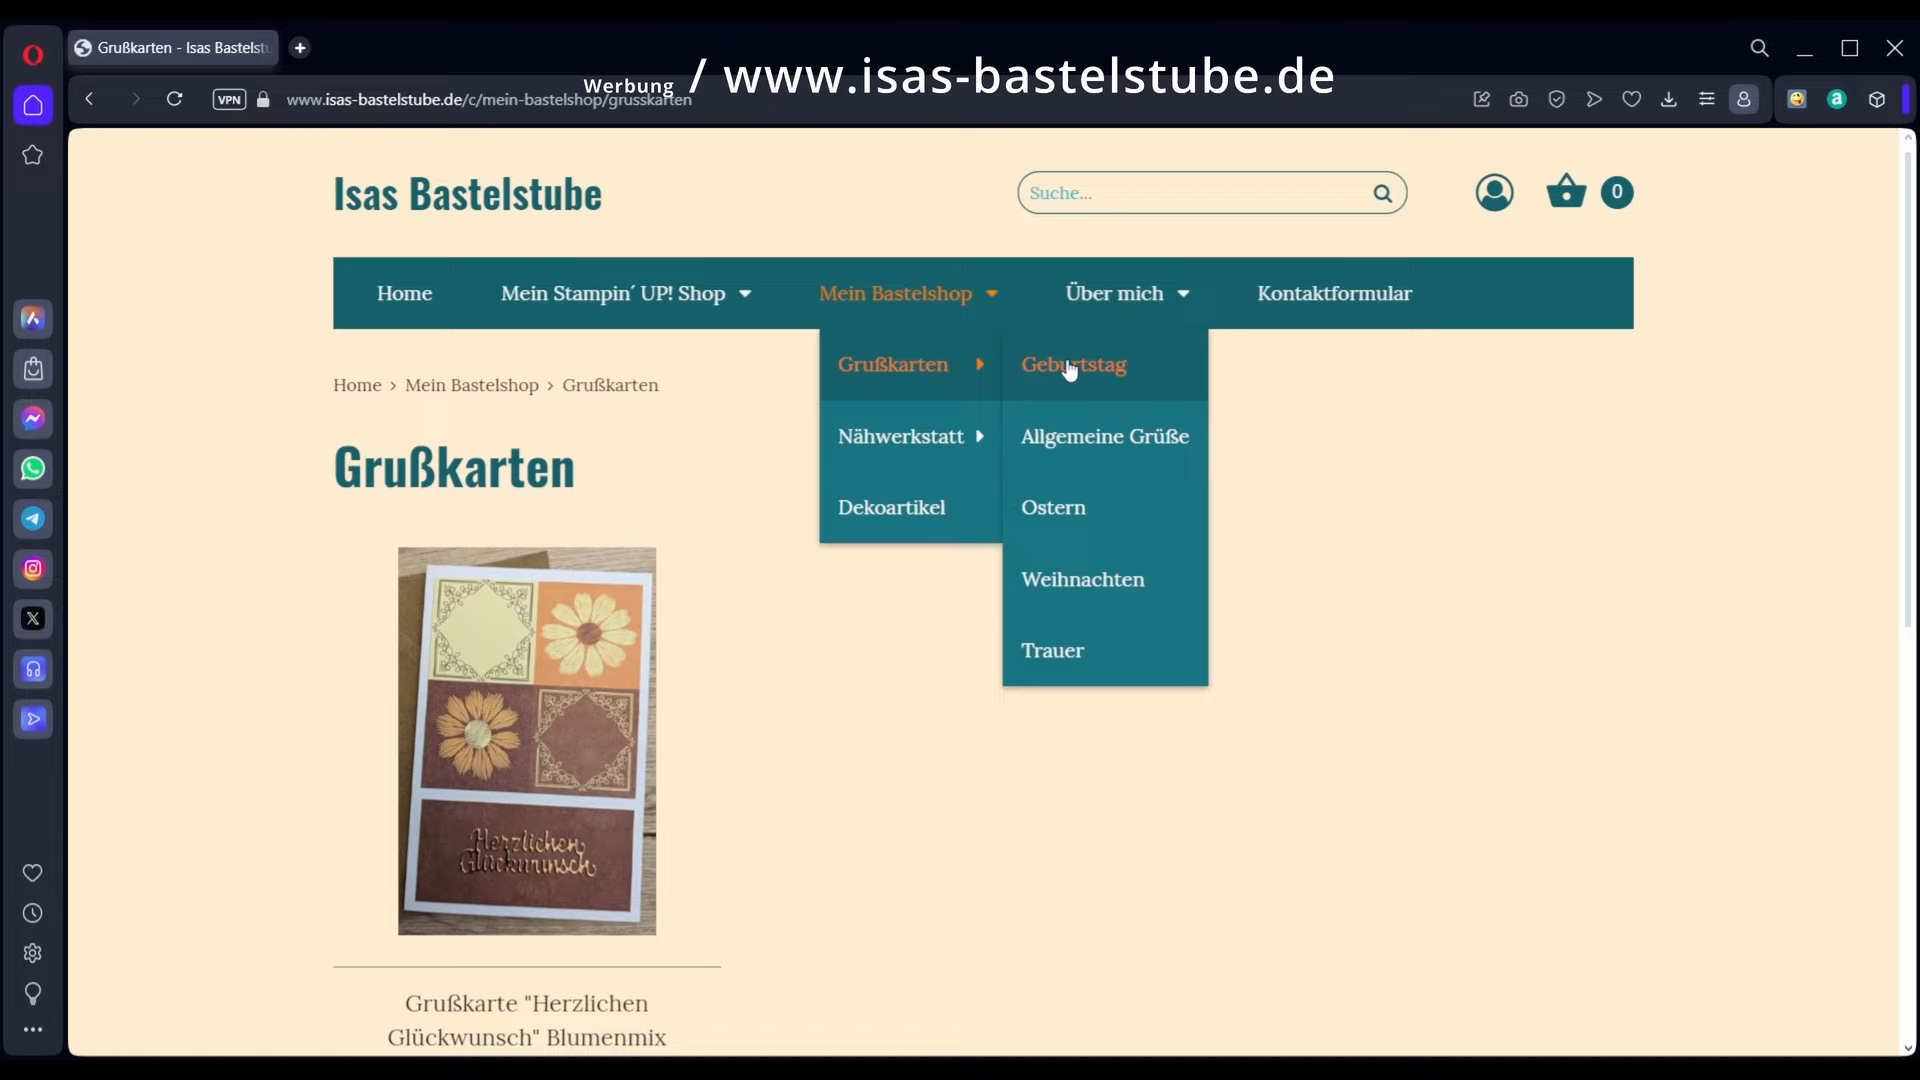 Grußkarten - Isas Bastelstu
Werbung / www.isas-bastelstube.de
VPN
www.isas-bastelstube.de/c/mein-bastelshop/grusskarten
Isas Bastelstube
Suche...
0
Home
Mein Stampin´ UP! Shop
Mein Bastelshop
Über mich
Kontaktformular
Grußkarten
Geburtstag
Nähwerkstatt
Allgemeine Grüße
Dekoartikel
Ostern
Weihnachten
Trauer
Home › Mein Bastelshop › Grußkarten
Grußkarten
Herzlichen
Glückwunsch
Grußkarte "Herzlichen
Glückwunsch" Blumenmix